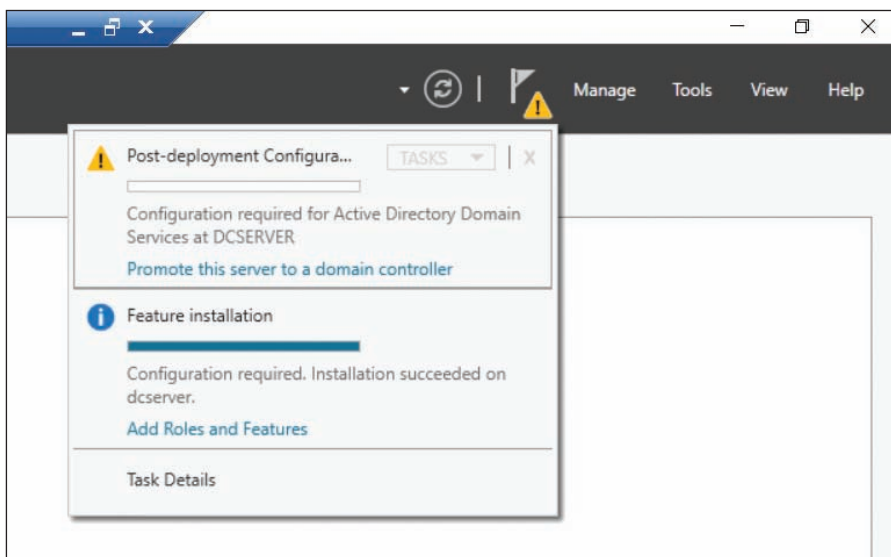 Manage Tools View Help
Post-deployment Configura... TASKS
Configuration required for Active Directory Domain
Services at DCSERVER
Promote this server to a domain controller
Feature installation
Configuration required. Installation succeeded on
dcserver.
Add Roles and Features
Task Details